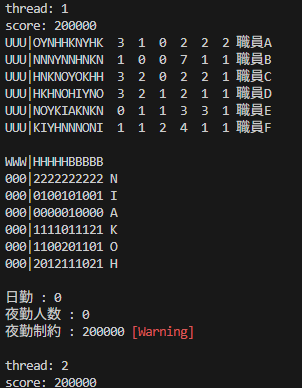 thread: 1
score: 200000
UUU|OYNHHKNYHK  3  1  0  2  2  2 職員A
UUU|NNNYNNHNKN  1  0  0  7  1  1 職員B
UUU|HNKNOYOKHH  3  2  0  2  2  1 職員C
UUU|HKHNOHIYNO  3  2  1  2  1  1 職員D
UUU|NOYKIAKNKN  0  1  1  3  3  1 職員E
UUU|KIYHNNNONI  1  1  2  4  1  1 職員F
WWW|HHHHHBBBBB
000|2222222222 N
000|0100101001 I
000|0000010000 A
000|1111011121 K
000|1100201101 O
000|2012111021 H
日勤 : 0
夜勤人数 : 0
夜勤制約 : 200000 [Warning]
thread: 2
score: 200000